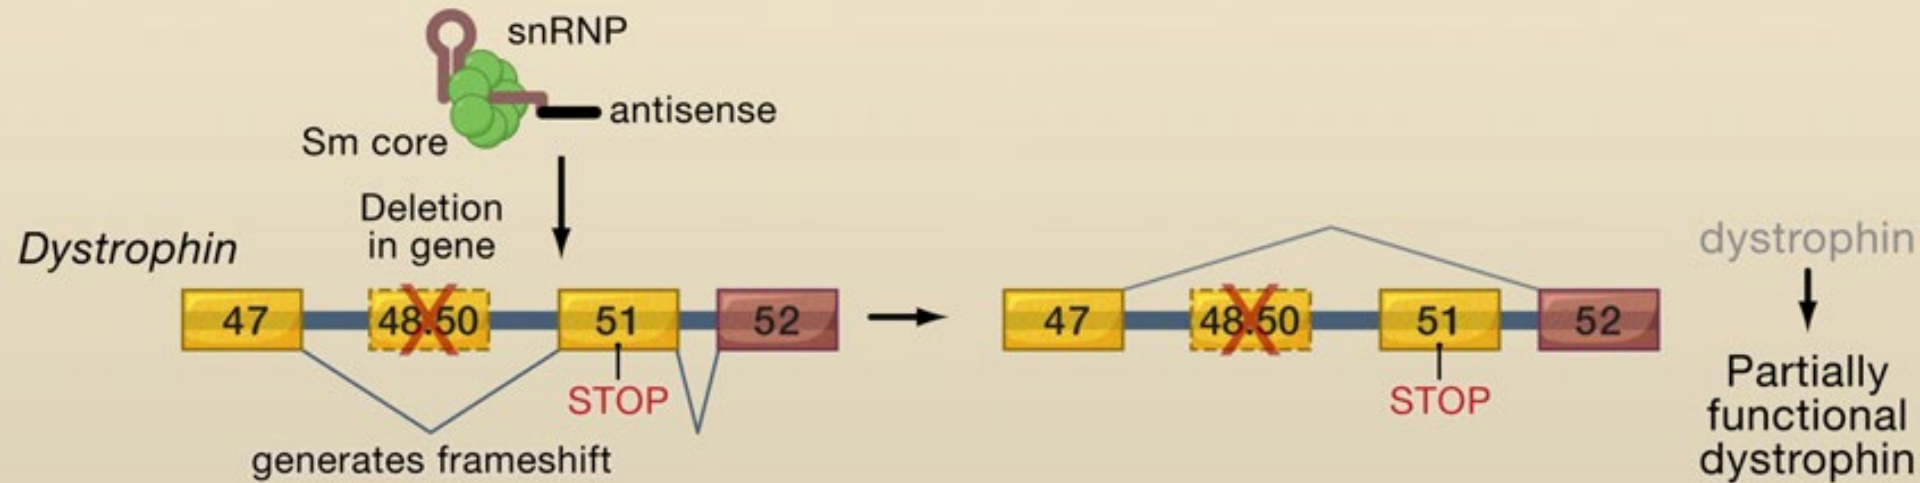 snRNP
antisense
Sm core
Deletion
in gene
Dystrophin
47
48-50
51
52
STOP
generates frameshift
47
48-50
51
52
STOP
dystrophin
Partially
functional
dystrophin